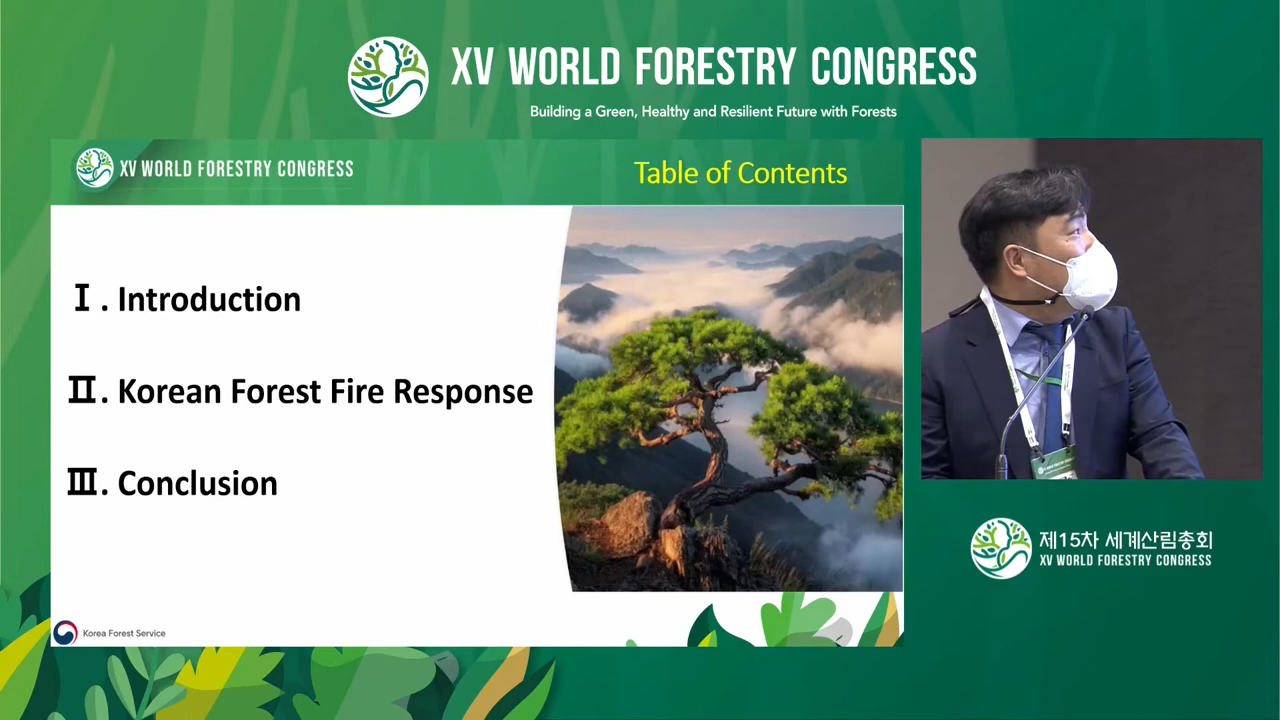 XV WORLD FORESTRY CONGRESS
Building a Green, Healthy and Resilient Future with Forests
XV WORLD FORESTRY CONGRESS
Table of Contents
Ⅰ. Introduction
Ⅱ. Korean Forest Fire Response
Ⅲ. Conclusion
Korea Forest Service
제15차 세계산림총회
XV WORLD FORESTRY CONGRESS